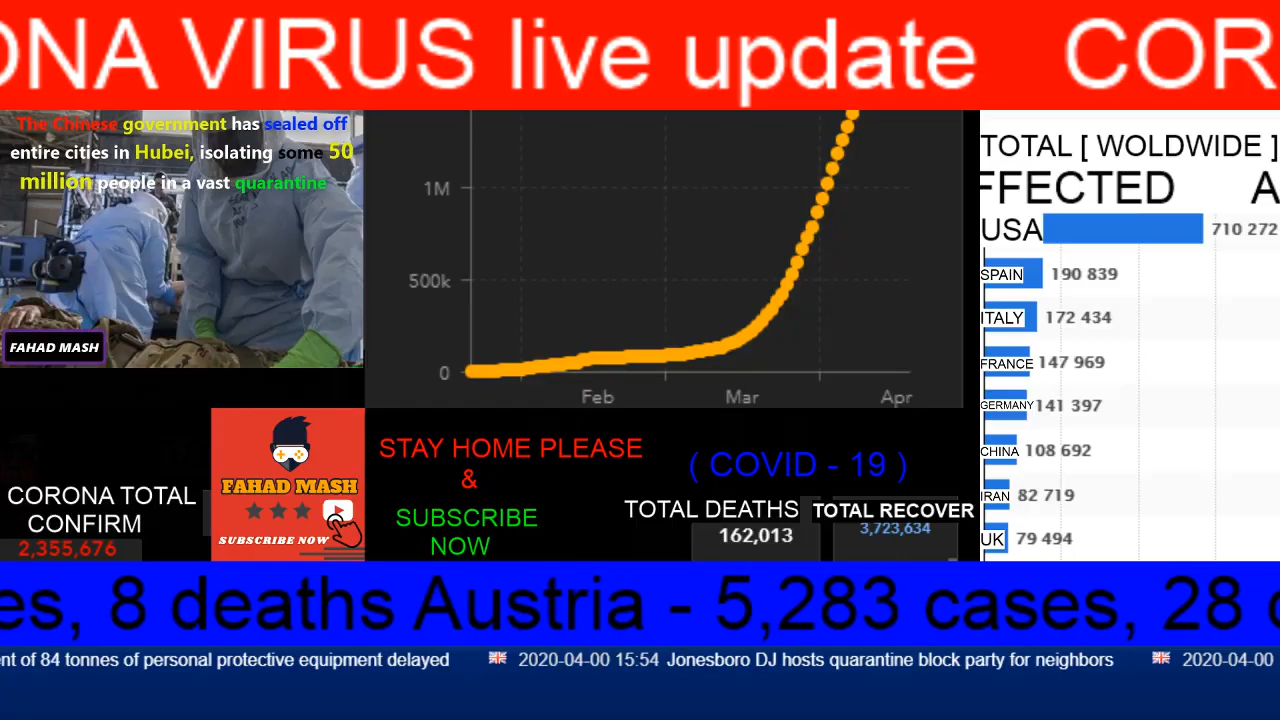 ONA VIRUS live update COR
The Chinese government has sealed off
entire cities in Hubei, isolating some 50
million people in a vast quarantine
FAHAD MASH
1M
500k
0
Feb Mar Apr
TOTAL [ WOLDWIDE ]
FFECTED A
USA 710 272
SPAIN 190 839
ITALY 172 434
FRANCE 147 969
GERMANY 141 397
CHINA 108 692
IRAN 82 719
UK 79 494
CORONA TOTAL
CONFIRM
2,355,676
FAHAD MASH
SUBSCRIBE NOW
STAY HOME PLEASE
&
SUBSCRIBE
NOW
( COVID - 19 )
TOTAL DEATHS
162,013
TOTAL RECOVER
3,723,634
es, 8 deaths Austria - 5,283 cases, 28 d
nt of 84 tonnes of personal protective equipment delayed 2020-04-00 15:54 Jonesboro DJ hosts quarantine block party for neighbors 2020-04-00